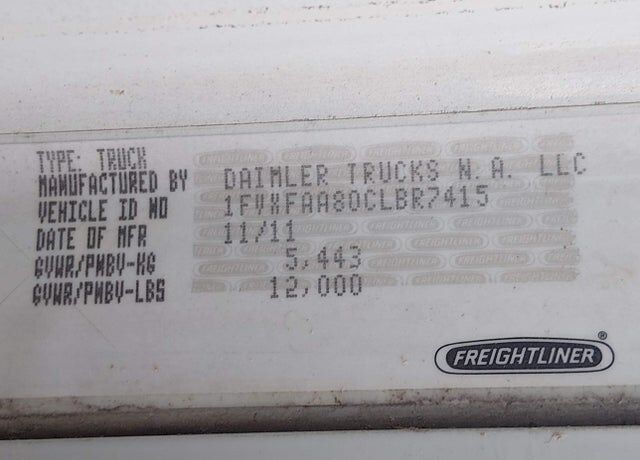 TYPE: TRUCK
MANUFACTURED BY DAIMLER TRUCKS N.A. LLC
VEHICLE ID NO 1FVXFAA80CLBR7415
DATE OF MFR 11/11
GVWR/PNBV-KG 5,443
GVWR/PNBV-LBS 12,000
FREIGHTLINER®